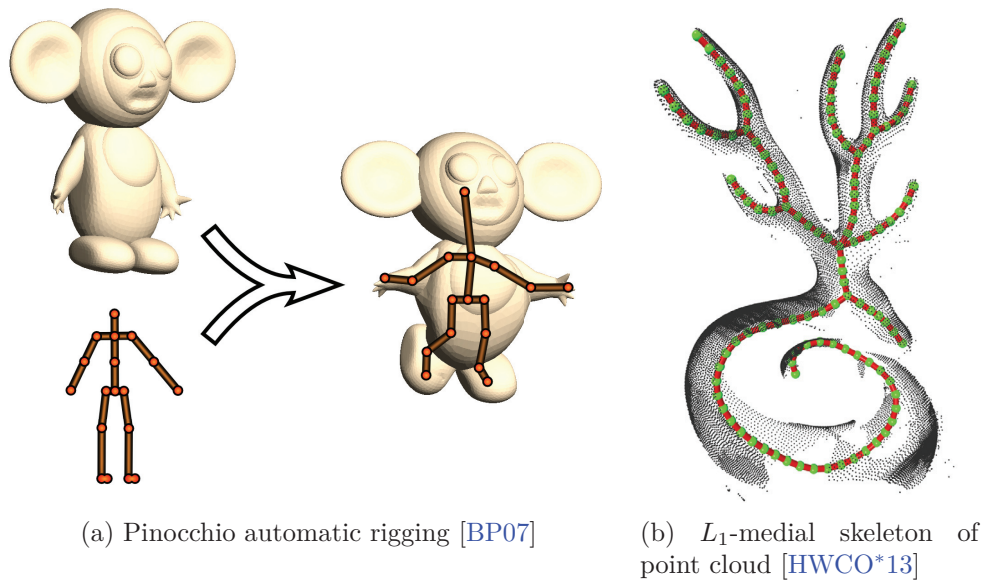 (a) Pinocchio automatic rigging [BP07]
(b) L₁-medial skeleton of
point cloud [HWCO*13]